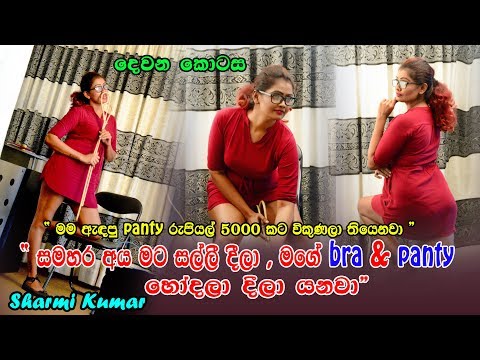 දෙවන කොටස
“ මම ඇඳපු panty රුපියල් 5000 කට විකුණලා තියෙනවා ”
“ සමහර අය මට සල්ලි දීලා , මගේ bra & panty
හෝදලා දීලා යනවා”
Sharmi Kumar